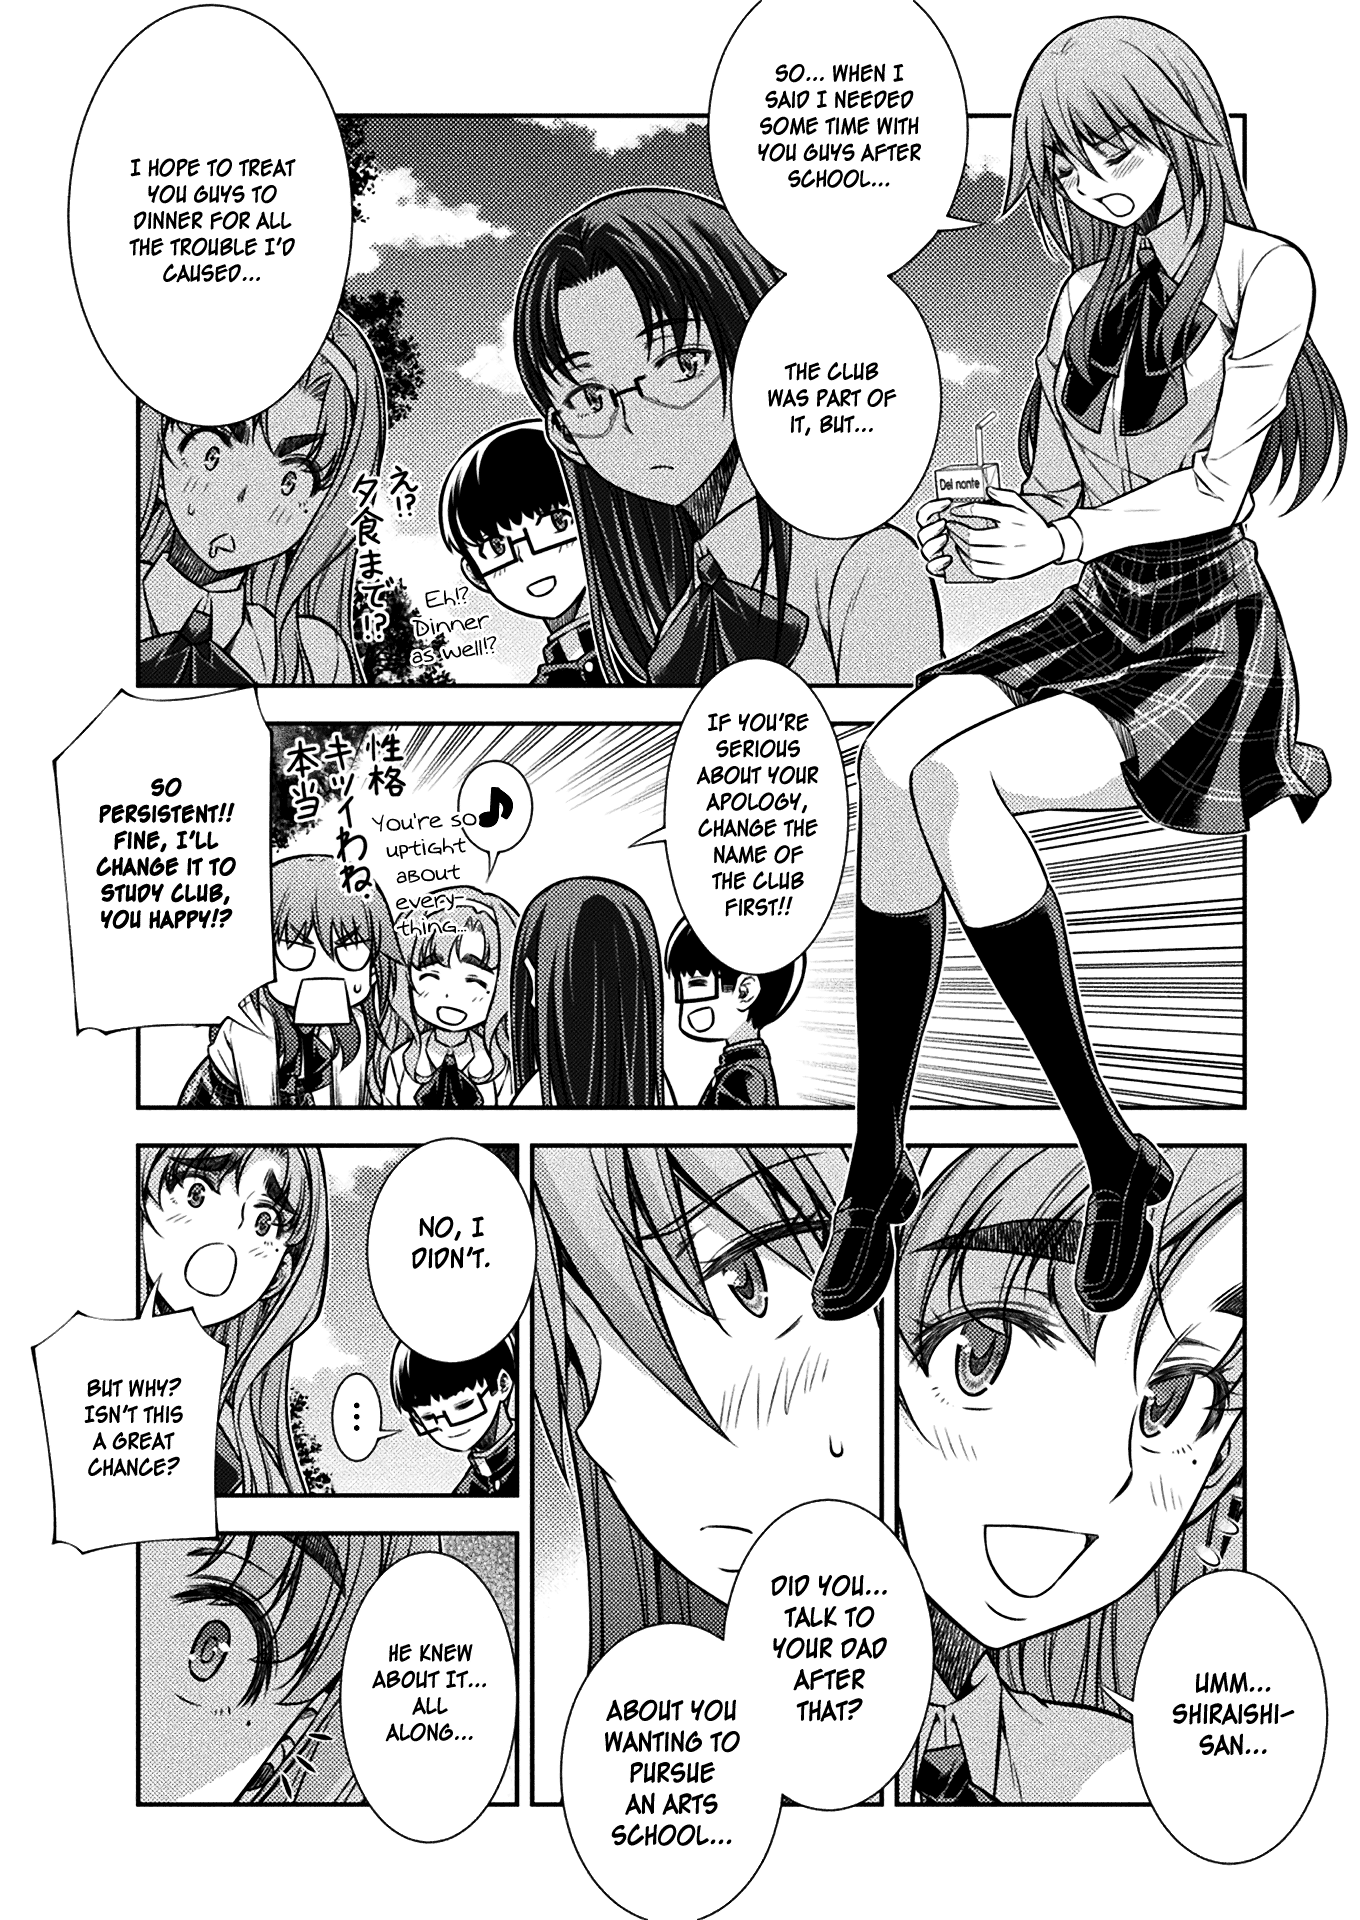 SO... WHEN I
SAID I NEEDED
SOME TIME WITH
YOU GUYS AFTER
SCHOOL...
THE CLUB
WAS PART OF
IT, BUT...
Del nonte
I HOPE TO TREAT
YOU GUYS TO
DINNER FOR ALL
THE TROUBLE I'D
CAUSED...
え!?
夕食まで!?
Eh!?
Dinner
as well!?
IF YOU'RE
SERIOUS
ABOUT YOUR
APOLOGY,
CHANGE THE
NAME OF
THE CLUB
FIRST!!
性格
キツイわね.
本当
You're so
uptight
about
every-
thing...
SO
PERSISTENT!!
FINE, I'LL
CHANGE IT TO
STUDY CLUB,
YOU HAPPY!?
UMM...
SHIRAISHI-
SAN...
DID YOU...
TALK TO
YOUR DAD
AFTER
THAT?
ABOUT YOU
WANTING TO
PURSUE
AN ARTS
SCHOOL...
NO, I
DIDN'T.
...
BUT WHY?
ISN'T THIS
A GREAT
CHANCE?
HE KNEW
ABOUT IT...
ALL
ALONG...